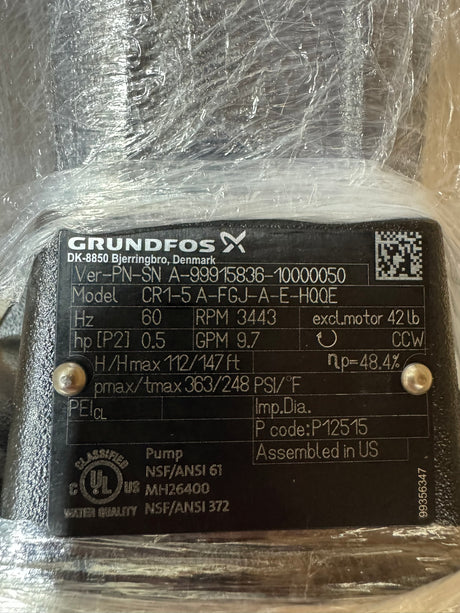 GRUNDFOS
DK-8850 Bjerringbro, Denmark
Ver-PN-SN A-99915836-10000050
Model CR1-5 A-FGJ-A-E-HQQE
Hz 60 RPM 3443 excl.motor 42 lb
hp [P2] 0.5 GPM 9.7 CCW
H/Hmax 112/147 ft ηp=48.4%
pmax/tmax 363/248 PSI/°F
PEI CL Imp.Dia.
P code:P12515
Assembled in US
CLASSIFIED
C UL US
WATER QUALITY
Pump
NSF/ANSI 61
MH26400
NSF/ANSI 372
99356347